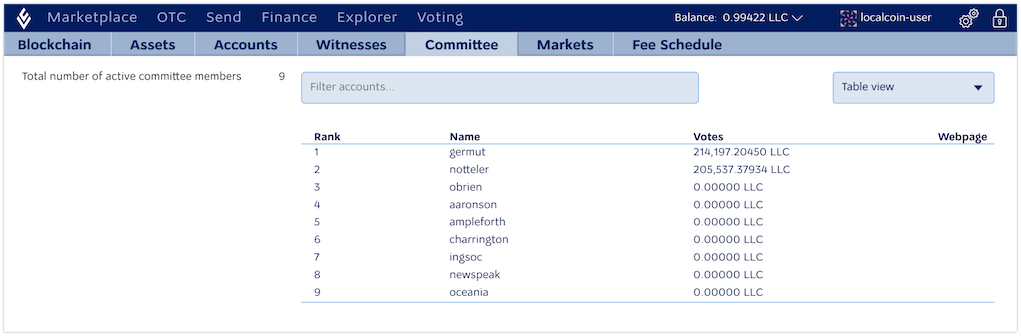 Marketplace OTC Send Finance Explorer Voting Balance: 0.99422 LLC localcoin-user
Blockchain Assets Accounts Witnesses Committee Markets Fee Schedule
Total number of active committee members 9
Filter accounts... Table view
Rank Name Votes Webpage
1 germut 214,197.20450 LLC
2 notteler 205,537.37934 LLC
3 obrien 0.00000 LLC
4 aaronson 0.00000 LLC
5 ampleforth 0.00000 LLC
6 charrington 0.00000 LLC
7 ingsoc 0.00000 LLC
8 newspeak 0.00000 LLC
9 oceania 0.00000 LLC